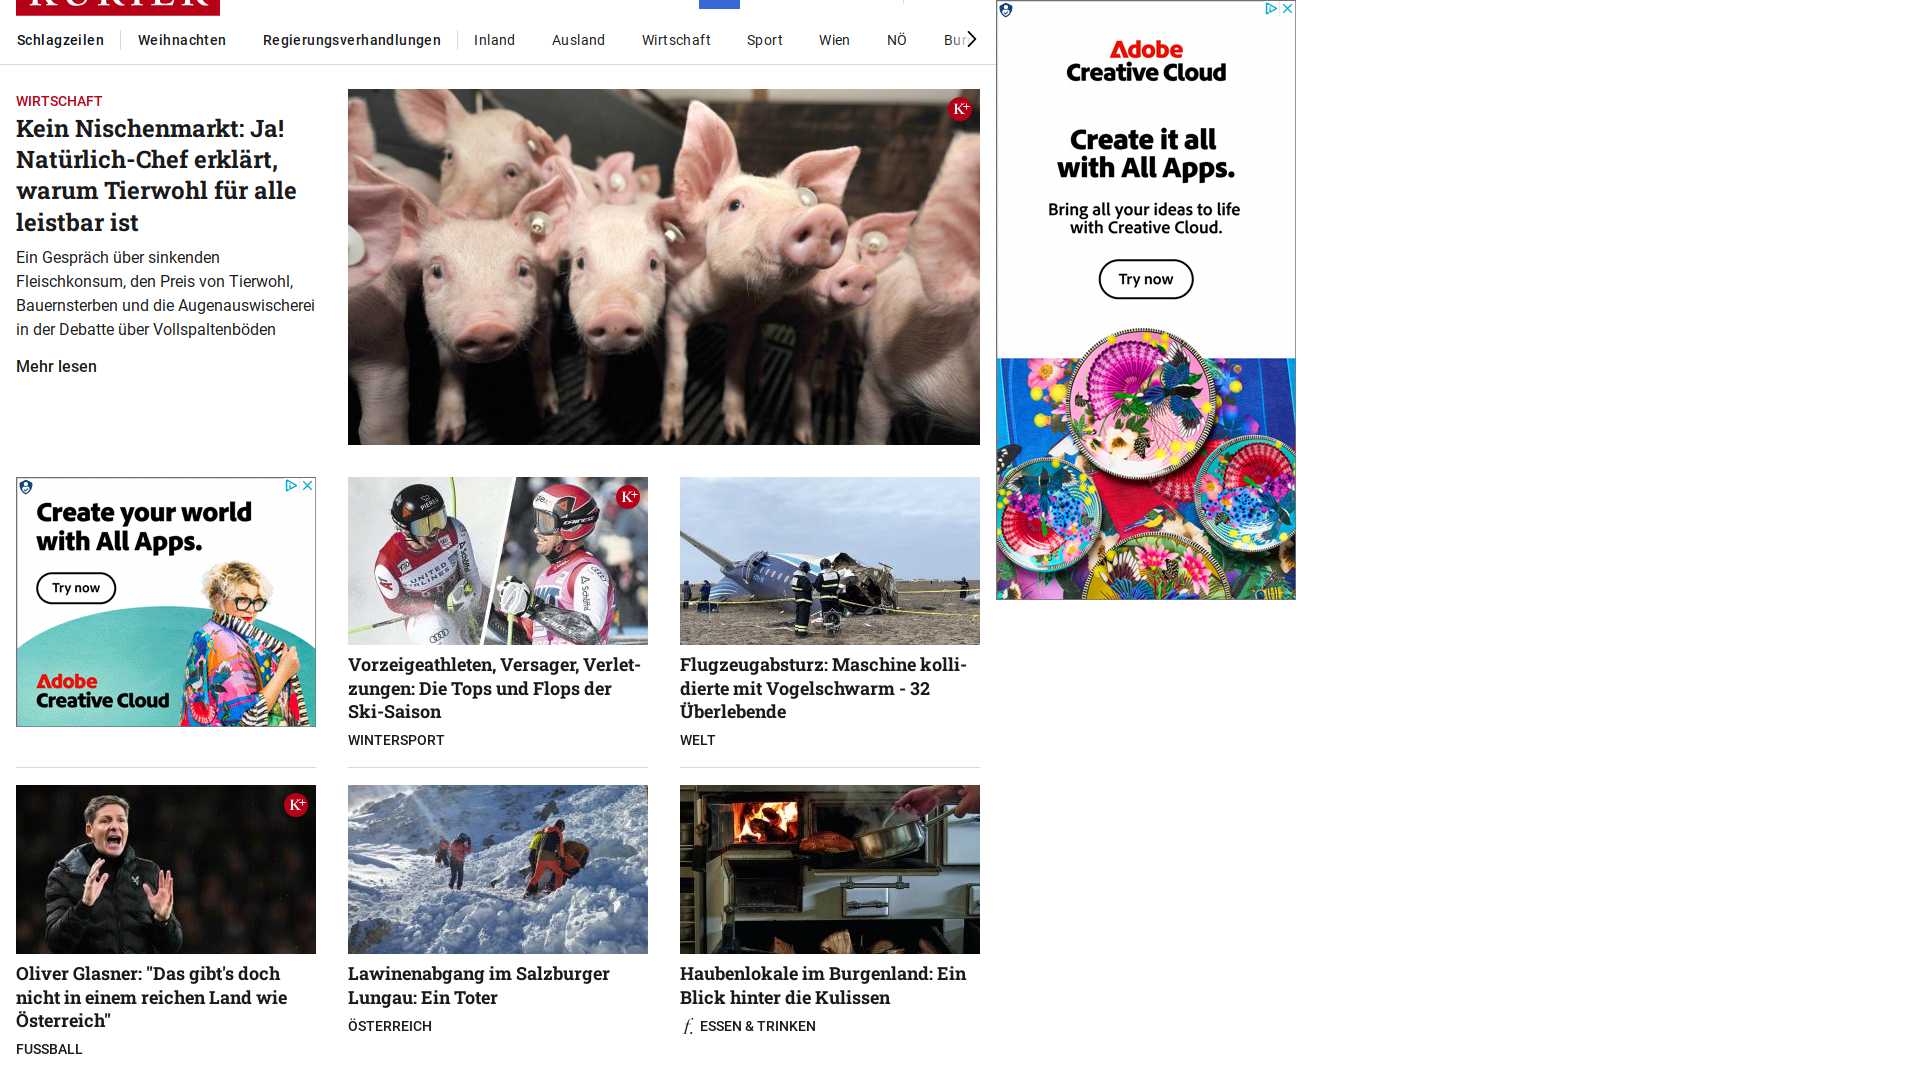 KURIER
Schlagzeilen
Weihnachten
Regierungsverhandlungen
Inland
Ausland
Wirtschaft
Sport
Wien
NÖ
WIRTSCHAFT
Kein Nischenmarkt: Ja!
Natürlich-Chef erklärt,
warum Tierwohl für alle
leistbar ist
Ein Gespräch über sinkenden
Fleischkonsum, den Preis von Tierwohl,
Bauernsterben und die Augenauswischerei
in der Debatte über Vollspaltenböden
Mehr lesen
K+
Adobe
Creative Cloud
Create it all
with All Apps.
Bring all your ideas to life
with Creative Cloud.
Try now
Create your world
with All Apps.
Try now
Adobe
Creative Cloud
K+
UNITED
Vorzeigeathleten, Versager, Verlet-
zungen: Die Tops und Flops der
Ski-Saison
WINTERSPORT
Flugzeugabsturz: Maschine kolli-
dierte mit Vogelschwarm - 32
Überlebende
WELT
K+
Oliver Glasner: "Das gibt's doch
nicht in einem reichen Land wie
Österreich"
FUSSBALL
Lawinenabgang im Salzburger
Lungau: Ein Toter
ÖSTERREICH
Haubenlokale im Burgenland: Ein
Blick hinter die Kulissen
f. ESSEN & TRINKEN